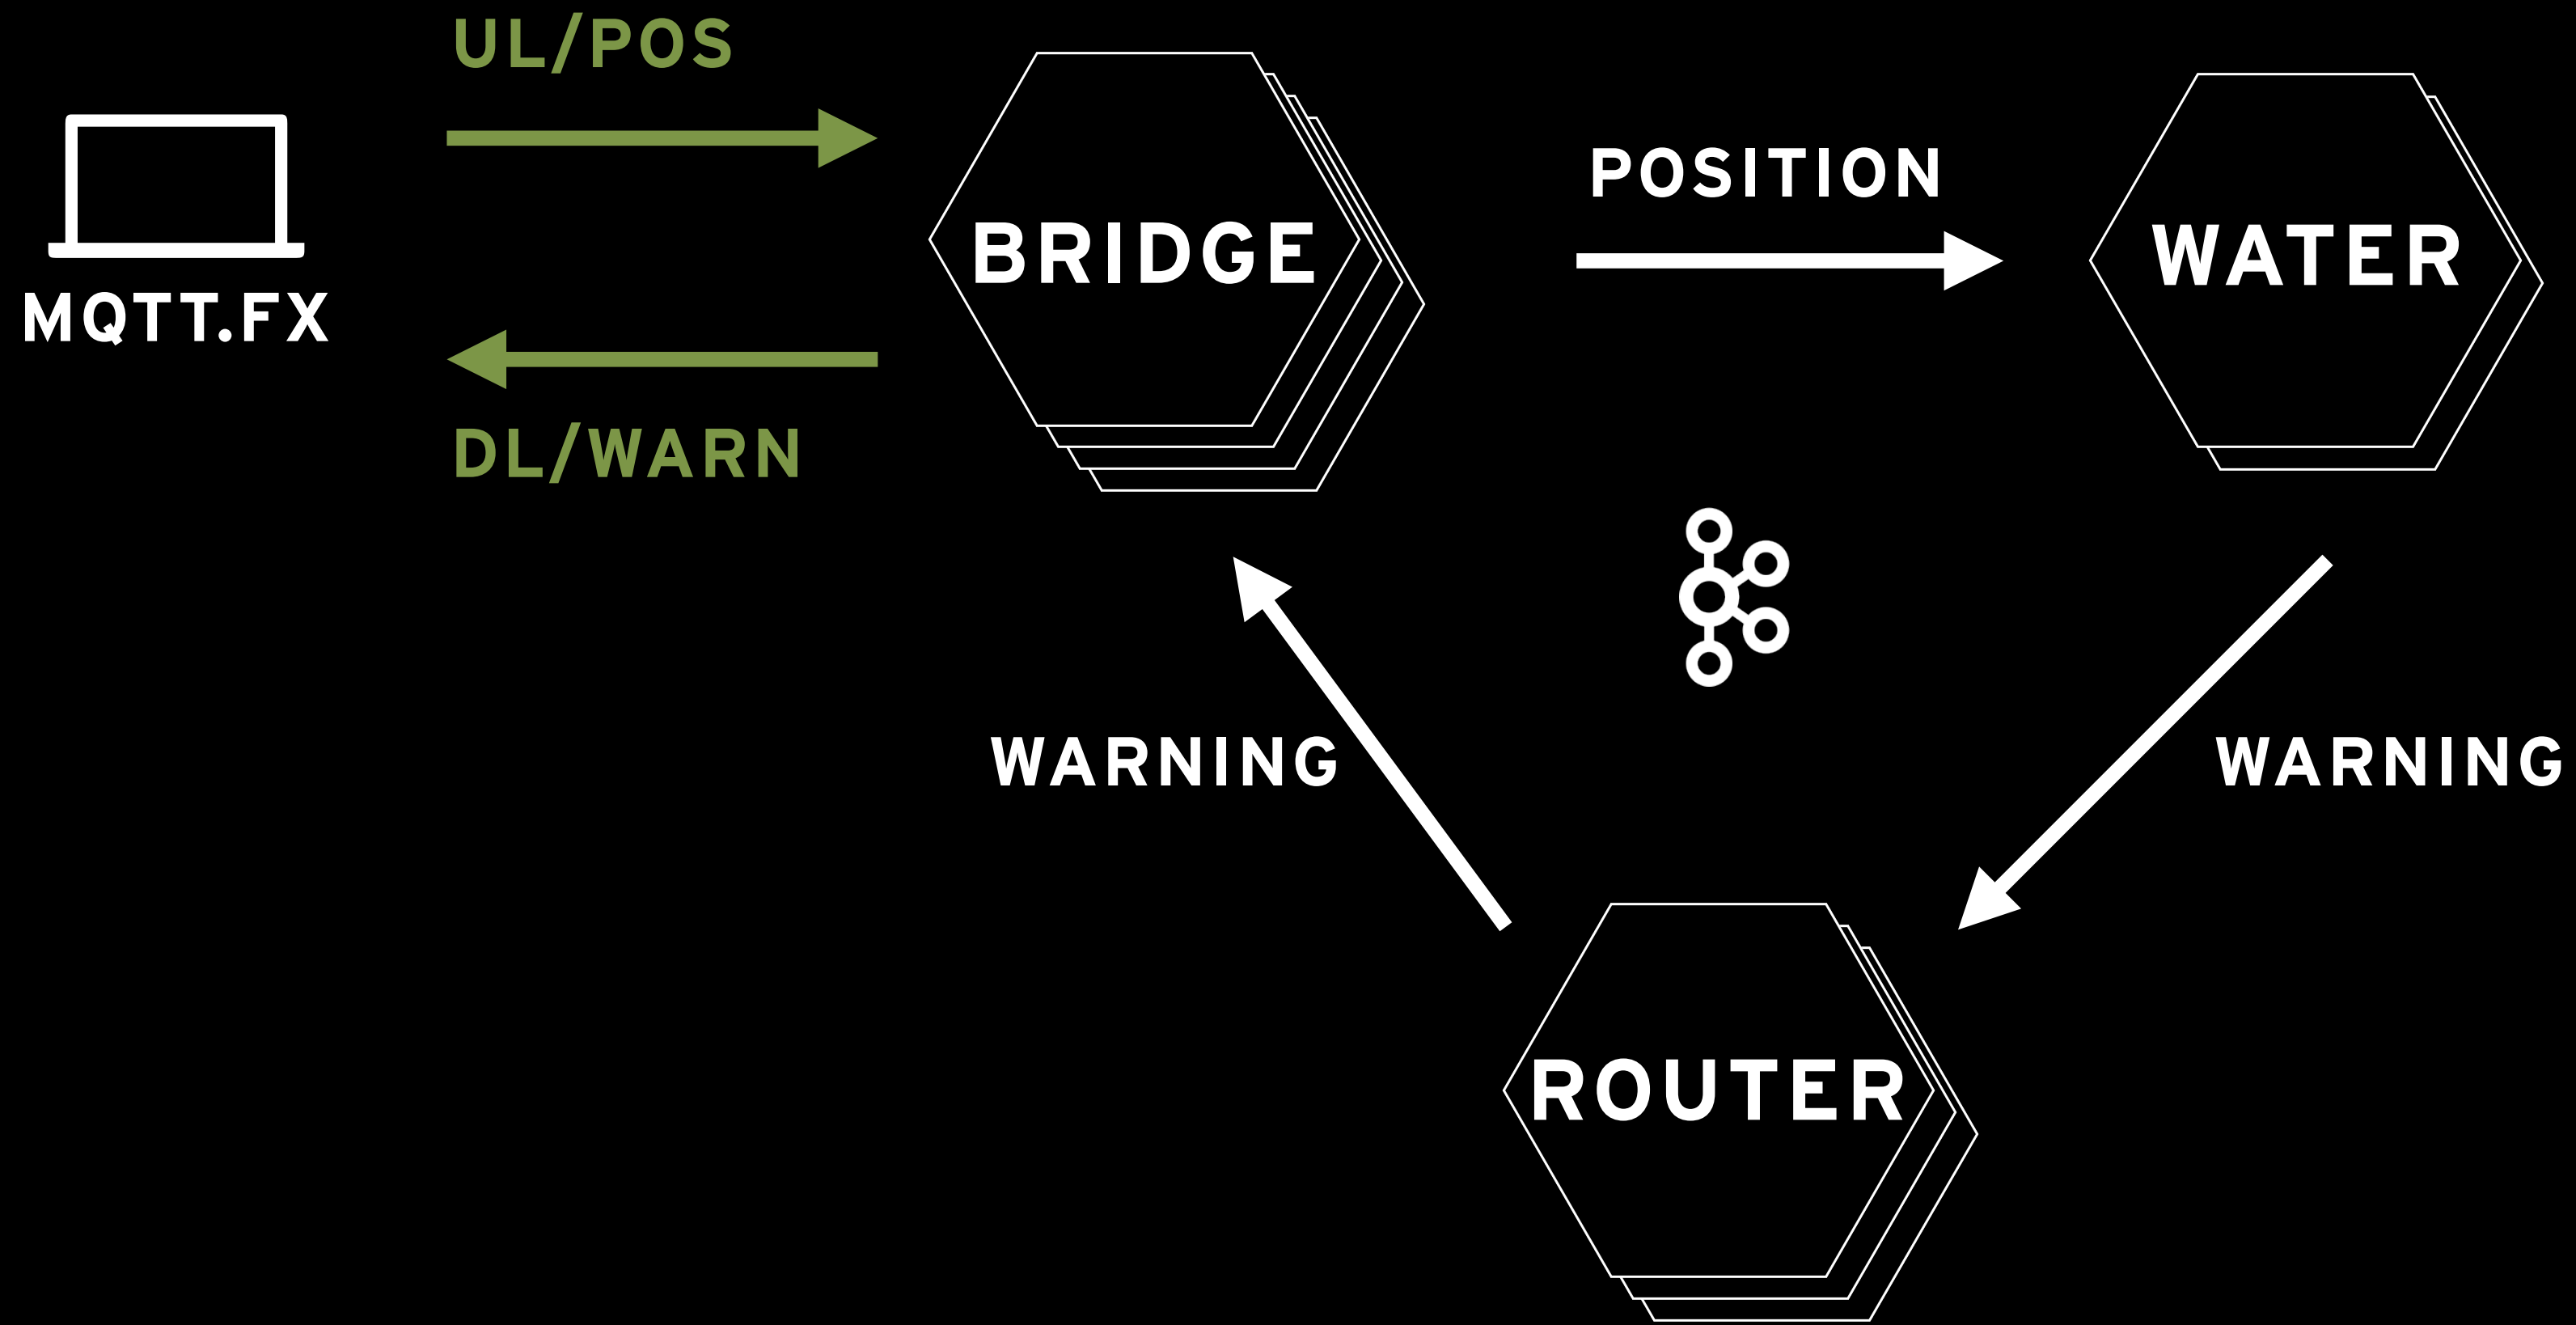 UL/POS
MQTT.FX
DL/WARN
BRIDGE
POSITION
WATER
WARNING
WARNING
ROUTER